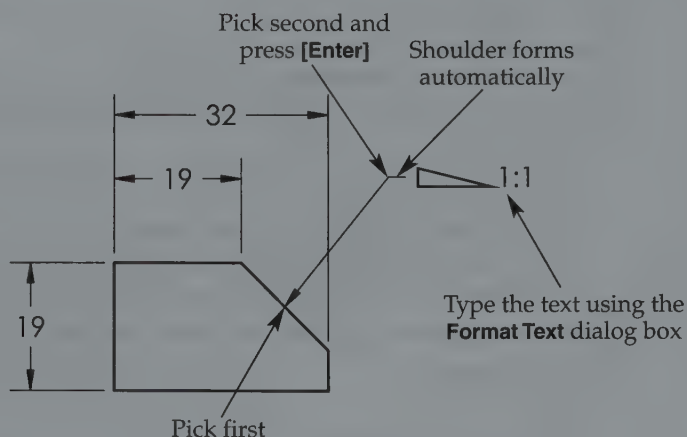 Pick second and
press [Enter]
Shoulder forms
automatically
32
19
1:1
19
Type the text using the
Format Text dialog box
Pick first